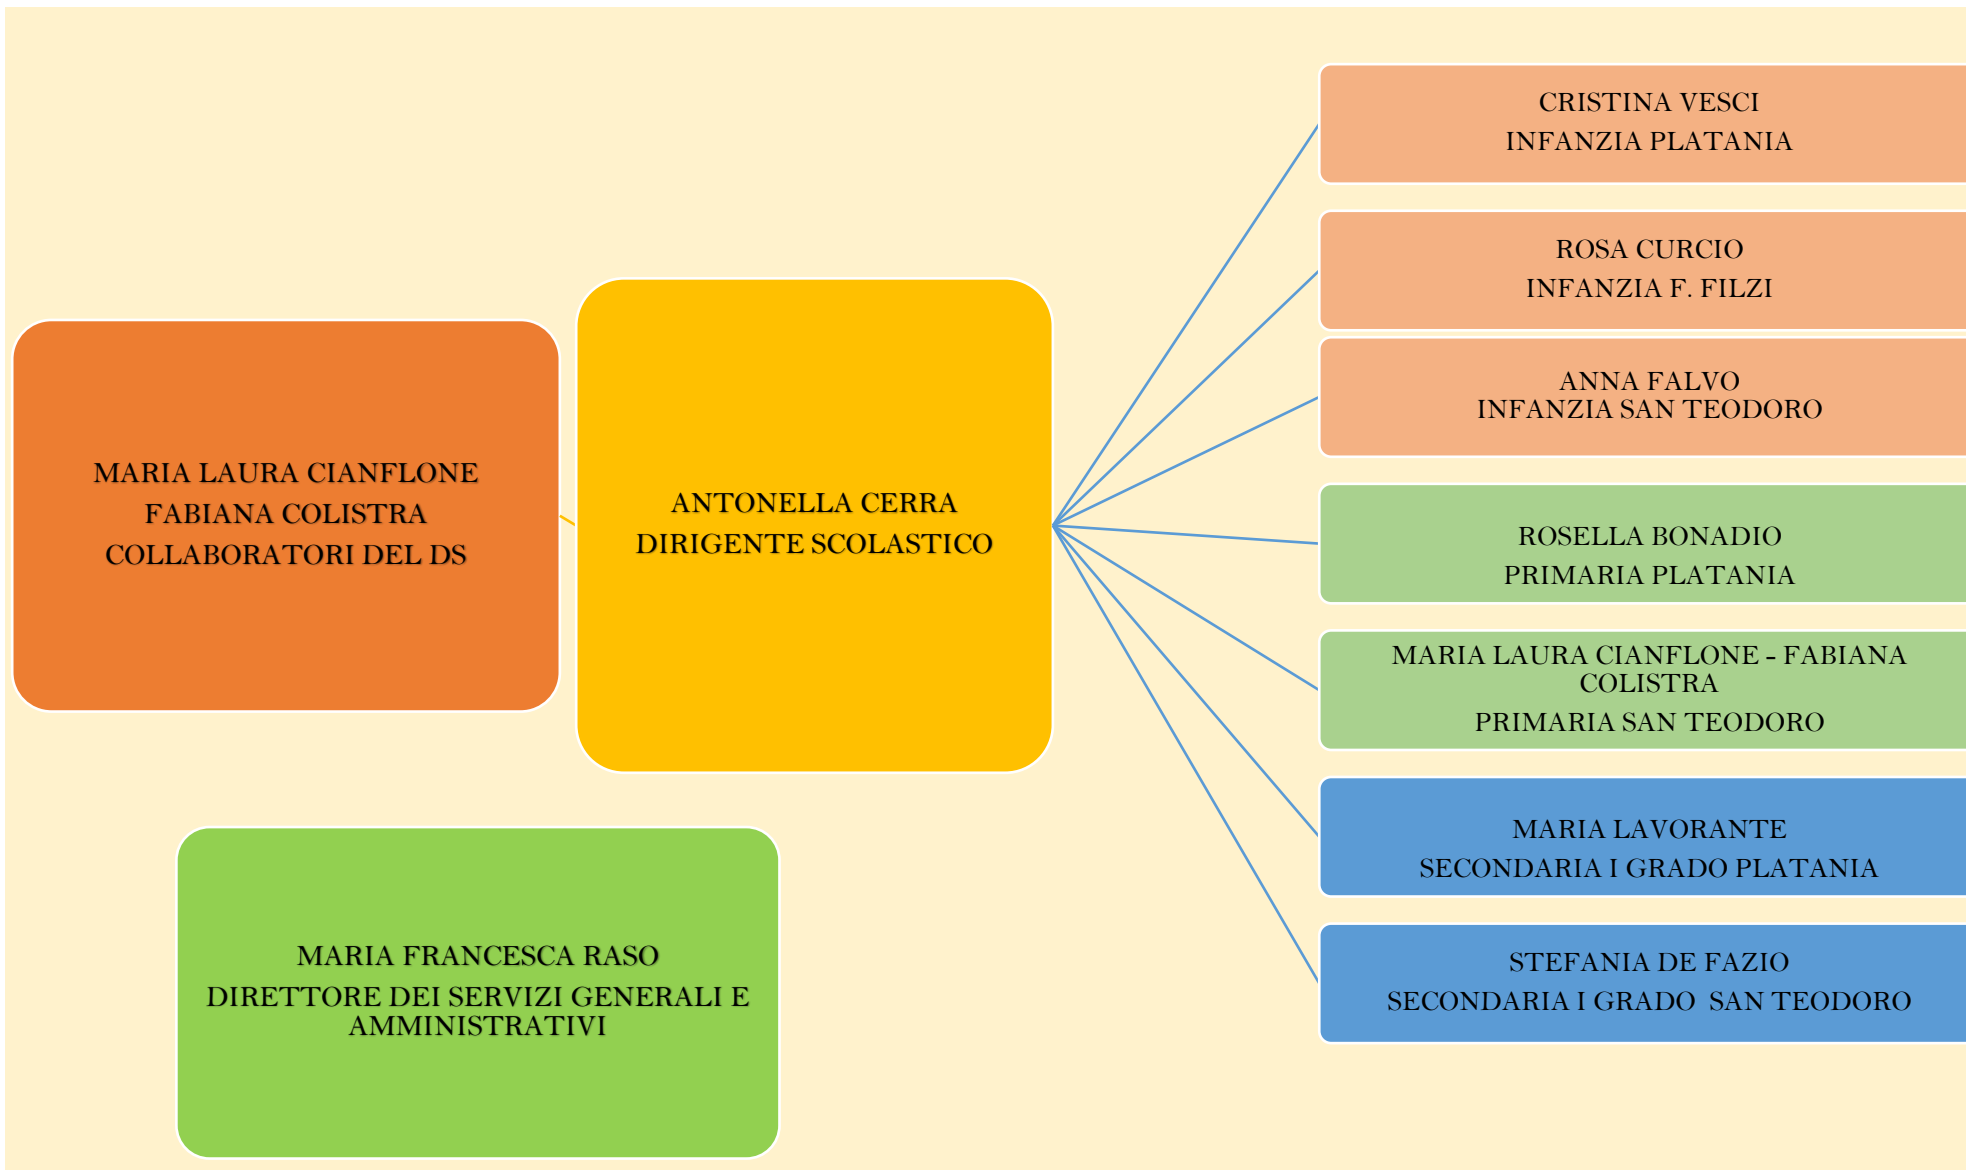 MARIA LAURA CIANFLONE
FABIANA COLISTRA
COLLABORATORI DEL DS
ANTONELLA CERRA
DIRIGENTE SCOLASTICO
MARIA FRANCESCA RASO
DIRETTORE DEI SERVIZI GENERALI E
AMMINISTRATIVI
CRISTINA VESCI
INFANZIA PLATANIA
ROSA CURCIO
INFANZIA F. FILZI
ANNA FALVO
INFANZIA SAN TEODORO
ROSELLA BONADIO
PRIMARIA PLATANIA
MARIA LAURA CIANFLONE - FABIANA
COLISTRA
PRIMARIA SAN TEODORO
MARIA LAVORANTE
SECONDARIA I GRADO PLATANIA
STEFANIA DE FAZIO
SECONDARIA I GRADO  SAN TEODORO